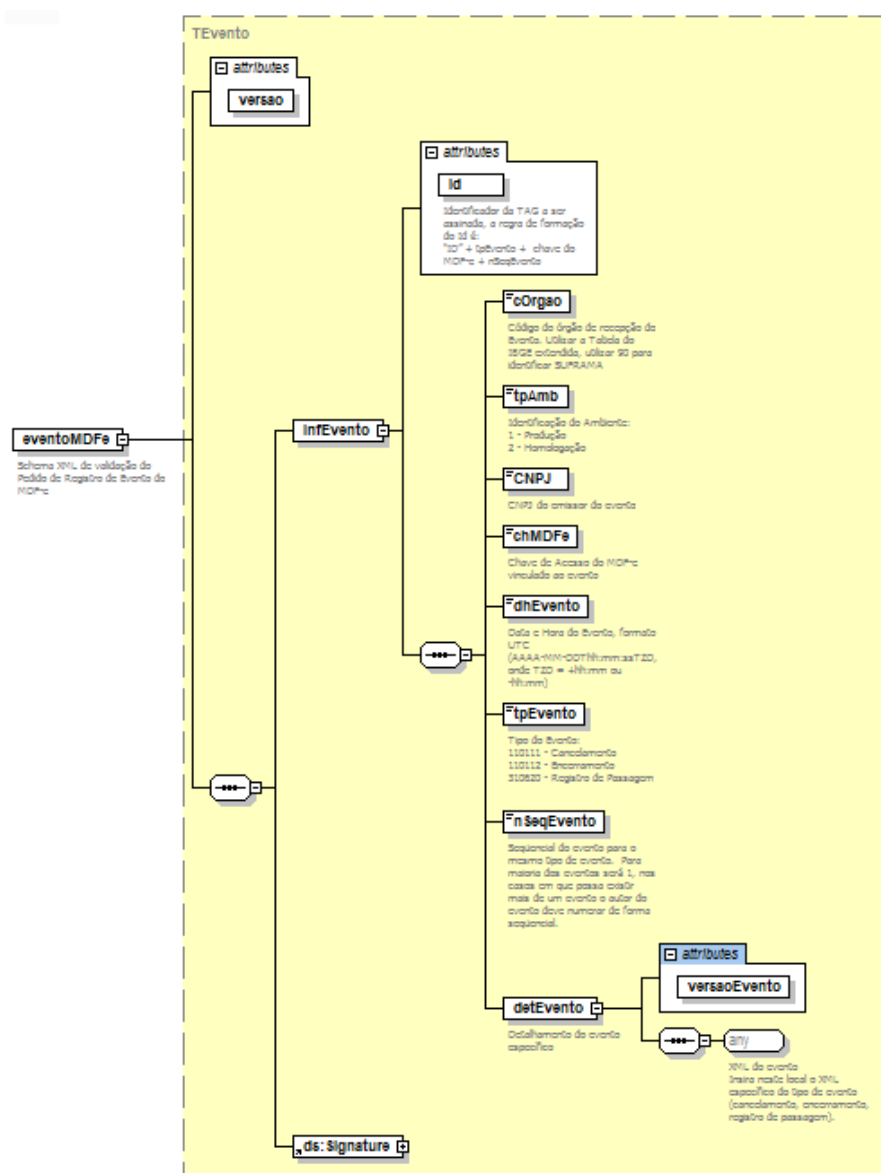 TEvento
attributes
versao
attributes
Id
Identificador da TAG a ser
assinada, a regra de formação
do Id é:
"ID" + tpEvento + chave do
MDF-e + nSeqEvento
cOrgao
Código do órgão de recepção do
Evento. Utilizar a Tabela do
IBGE extendida, utilizar 90 para
identificar SUFRAMA
tpAmb
Identificação do Ambiente:
1 - Produção
2 - Homologação
infEvento
eventoMDFe
Schema XML de validação do
Pedido de Registro de Evento do
MDF-e
CNPJ
CNPJ do emissor do evento
chMDFe
Chave de Acesso do MDF-e
vinculado ao evento
dhEvento
Data e Hora do Evento, formato
UTC
(AAAA-MM-DDThh:mm:ssTZD,
onde TZD = +hh:mm ou
-hh:mm)
tpEvento
Tipo do Evento:
110111 - Cancelamento
110112 - Encerramento
310620 - Registro de Passagem
nSeqEvento
Seqüencial do evento para o
mesmo tipo de evento. Para
maioria dos eventos será 1, nos
casos em que possa existir
mais de um evento o autor do
evento deve numerar de forma
seqüencial.
attributes
versaoEvento
detEvento
Detalhamento do evento
específico
any
XML do evento
Insira neste local o XML
específico do tipo de evento
(cancelamento, encerramento,
registro de passagem).
ds:Signature